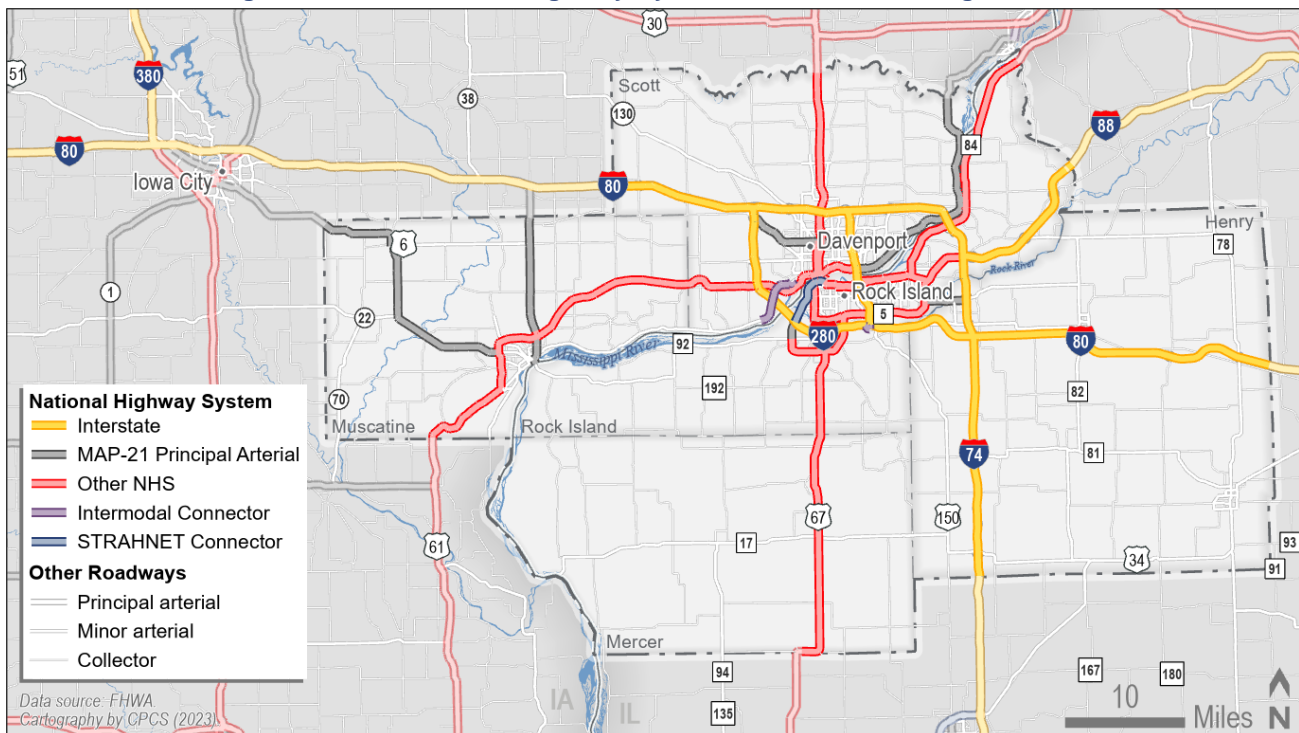 30
380
51
Scott
38
130
88
80
84
80
Iowa City
Henry
6
Davenport
78
Rock River
1
Rock Island
5
22
280
80
Mississippi River
92
192
82
70
Muscatine
Rock Island
81
74
National Highway System
Interstate
MAP-21 Principal Arterial
Other NHS
Intermodal Connector
STRAHNET Connector
Other Roadways
Principal arterial
Minor arterial
Collector
67
150
61
17
93
34
91
Mercer
94
167
180
135
IA
IL
10
Miles
N
Data source: FHWA.
Cartography by CPCS (2023)